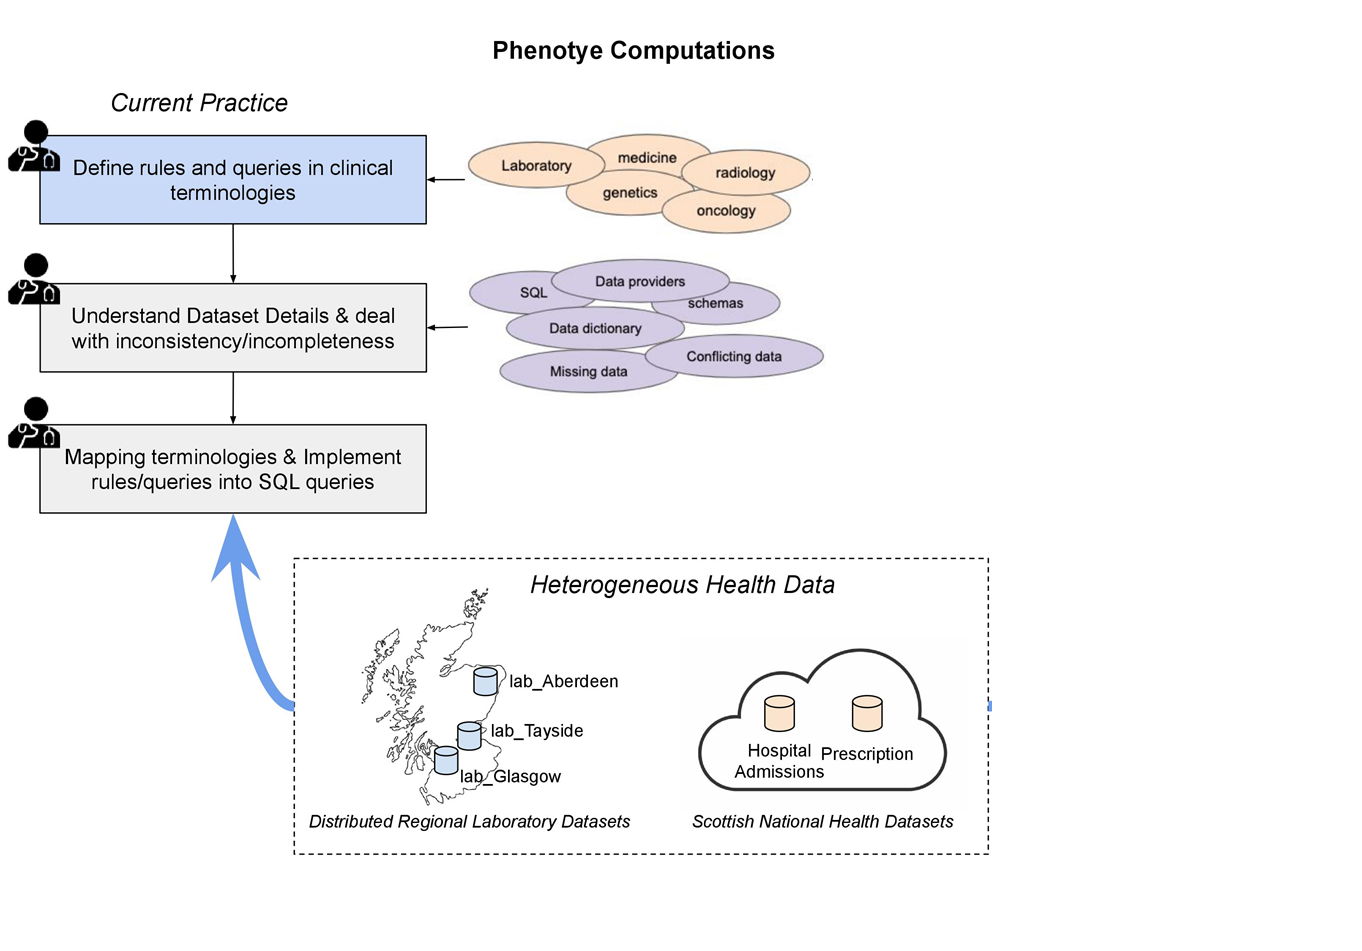 Phenotye Computations
Current Practice
Define rules and queries in clinical
terminologies
Laboratory
medicine
radiology
genetics
oncology
Understand Dataset Details & deal
with inconsistency/incompleteness
SQL
Data providers
schemas
Data dictionary
Conflicting data
Missing data
Mapping terminologies & Implement
rules/queries into SQL queries
Heterogeneous Health Data
lab_Aberdeen
lab_Tayside
lab_Glasgow
Distributed Regional Laboratory Datasets
Hospital
Admissions
Prescription
Scottish National Health Datasets